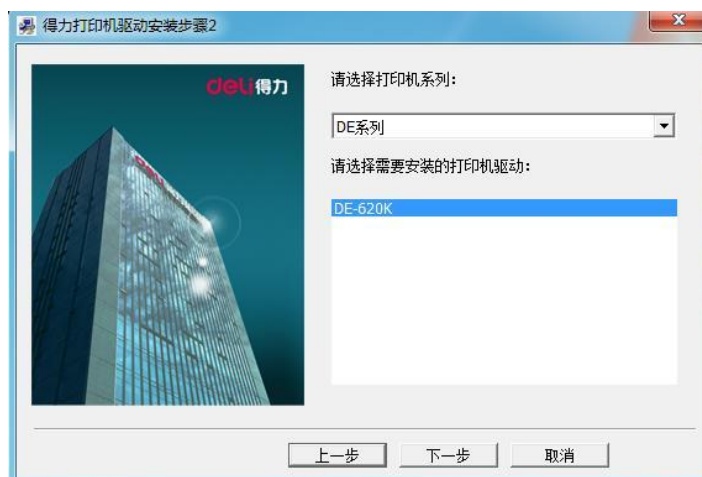 得力打印机驱动安装步骤2
deli得力
请选择打印机系列：
DE系列
请选择需要安装的打印机驱动：
DE-620K
deli
上一步
下一步
取消